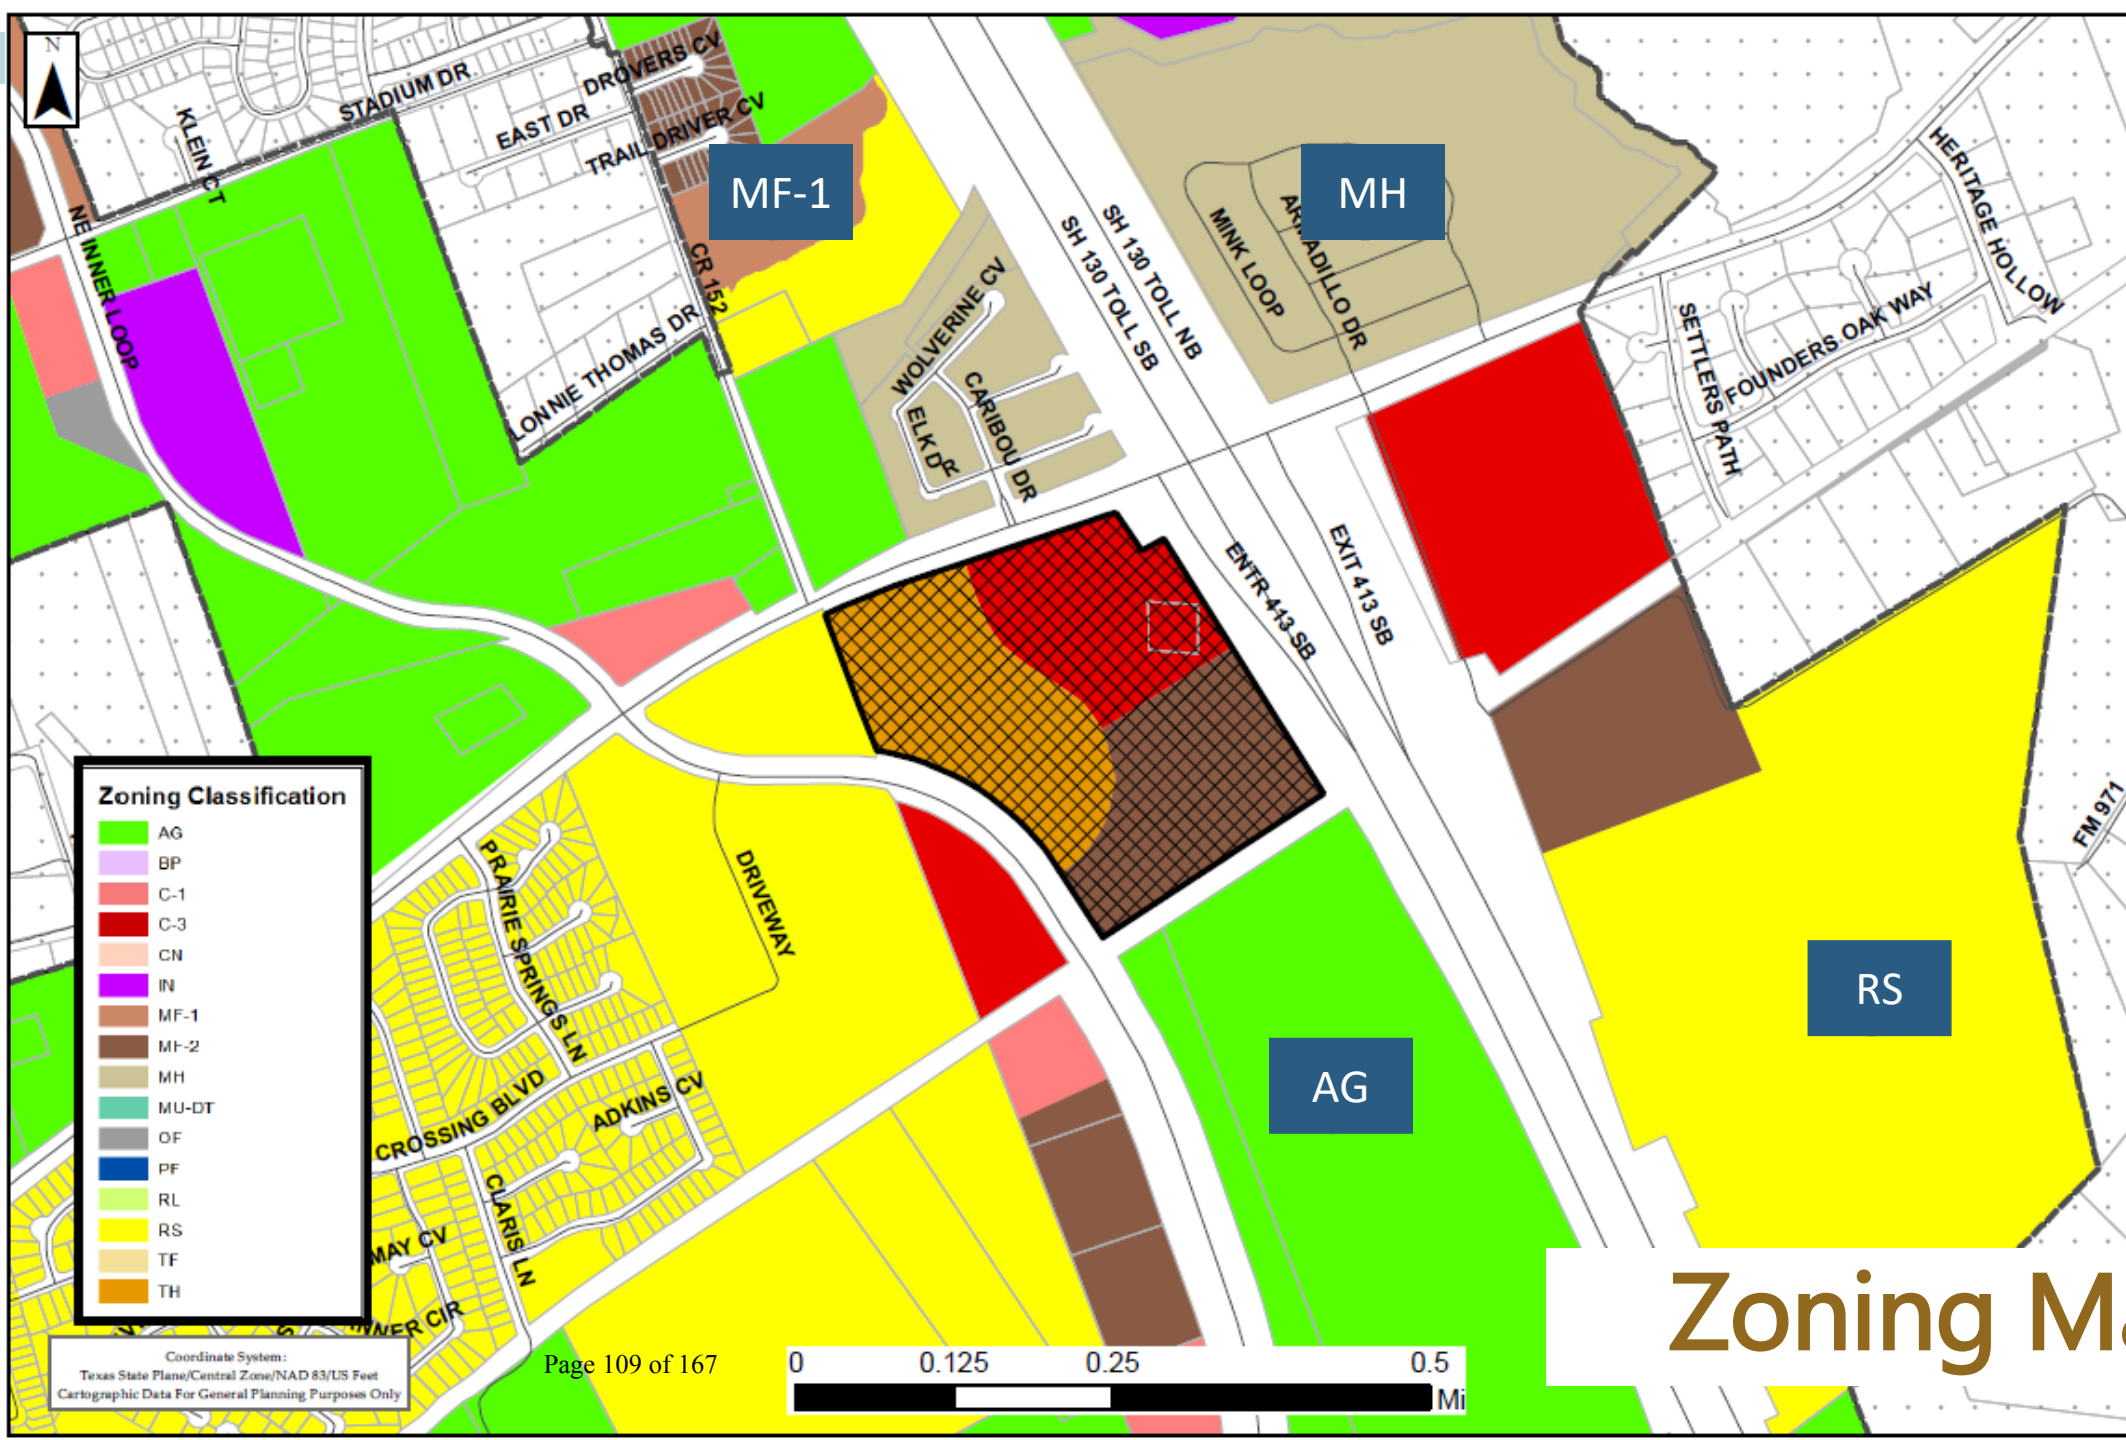 N
STADIUM DR
KLEIN CT
EAST DR
DROVERS CV
TRAIL DRIVER CV
MF-1
MH
NE INNER LOOP
CR 152
LONNIE THOMAS DR
WOLVERINE CV
ELK DR
CARIBOU DR
SH 130 TOLL SB
SH 130 TOLL NB
MINK LOOP
ARMADILLO DR
HERITAGE HOLLOW
SETTLERS PATH
FOUNDERS OAK WAY
ENTR 413 SB
EXIT 413 SB
FM 971
PRAIRIE SPRINGS LN
DRIVEWAY
CROSSING BLVD
ADKINS CV
CLARIS LN
MAY CV
CIR
RS
AG
Zoning Classification
AG
BP
C-1
C-3
CN
IN
MF-1
MF-2
MH
MU-DT
OF
PF
RL
RS
TF
TH
Coordinate System:
Texas State Plane/Central Zone/NAD 83/US Feet
Cartographic Data For General Planning Purposes Only
Page 109 of 167
0 0.125 0.25 0.5
Mi
Zoning Ma